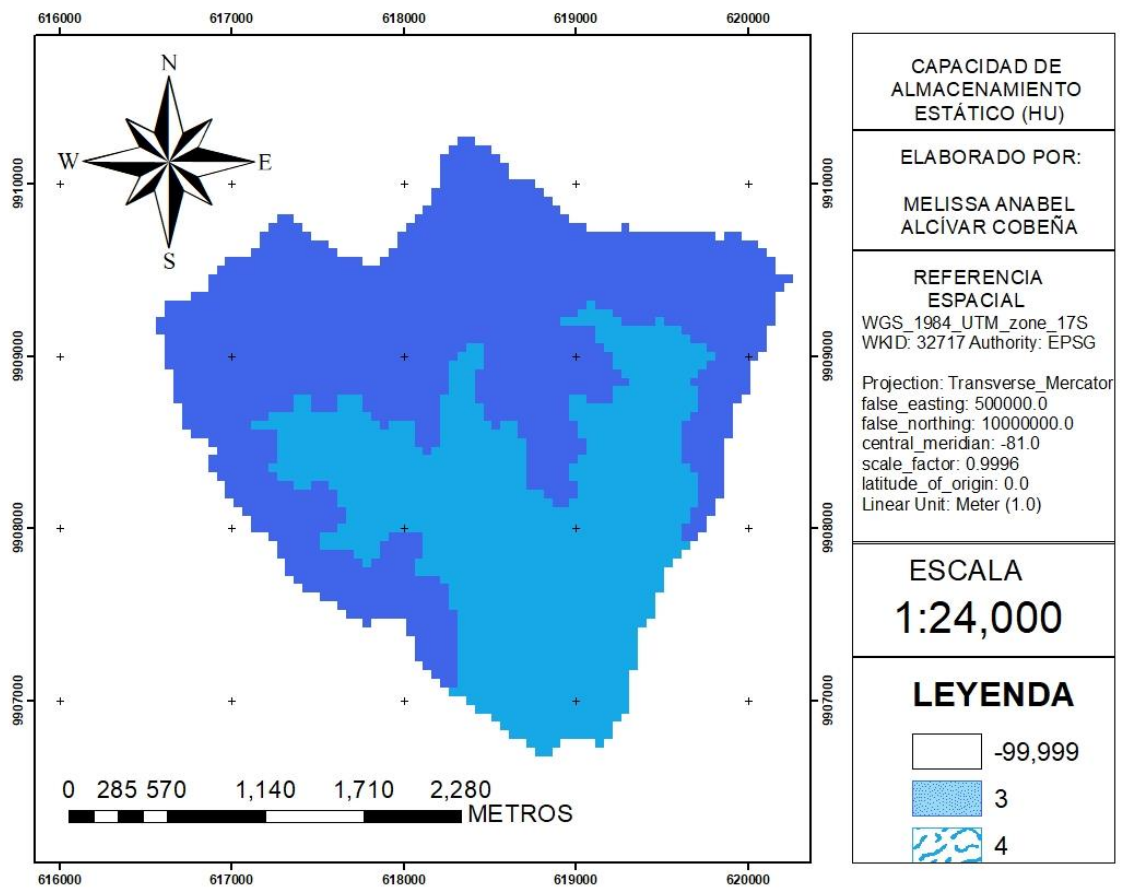 616000 617000 618000 619000 620000
N
W E
S
9910000 9910000
9909000 9909000
9908000 9908000
9907000 9907000
0 285 570 1,140 1,710 2,280
METROS
616000 617000 618000 619000 620000
CAPACIDAD DE
ALMACENAMIENTO
ESTÁTICO (HU)
ELABORADO POR:
MELISSA ANABEL
ALCÍVAR COBEÑA
REFERENCIA
ESPACIAL
WGS_1984_UTM_zone_17S
WKID: 32717 Authority: EPSG
Projection: Transverse_Mercator
false_easting: 500000.0
false_northing: 10000000.0
central_meridian: -81.0
scale_factor: 0.9996
latitude_of_origin: 0.0
Linear Unit: Meter (1.0)
ESCALA
1:24,000
LEYENDA
-99,999
3
4